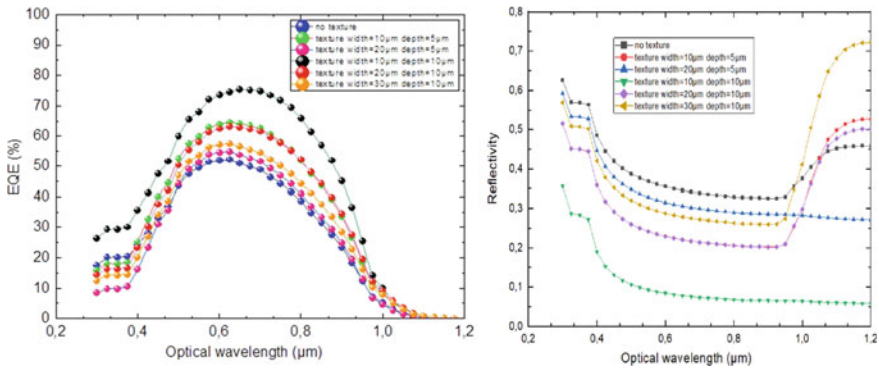 EQE (%)
100
90
80
70
60
50
40
30
20
10
0
no texture
texture width=10µm depth=5µm
texture width=20µm depth=5µm
texture width=10µm depth=10µm
texture width=20µm depth=10µm
texture width=30µm depth=10µm
0,2 0,4 0,6 0,8 1,0 1,2
Optical wavelength (µm)
Reflectivity
0,8
0,7
0,6
0,5
0,4
0,3
0,2
0,1
0,0
no texture
texture width=10µm depth=5µm
texture width=20µm depth=5µm
texture width=10µm depth=10µm
texture width=20µm depth=10µm
texture width=30µm depth=10µm
0,2 0,4 0,6 0,8 1,0 1,2
Optical wavelength (µm)